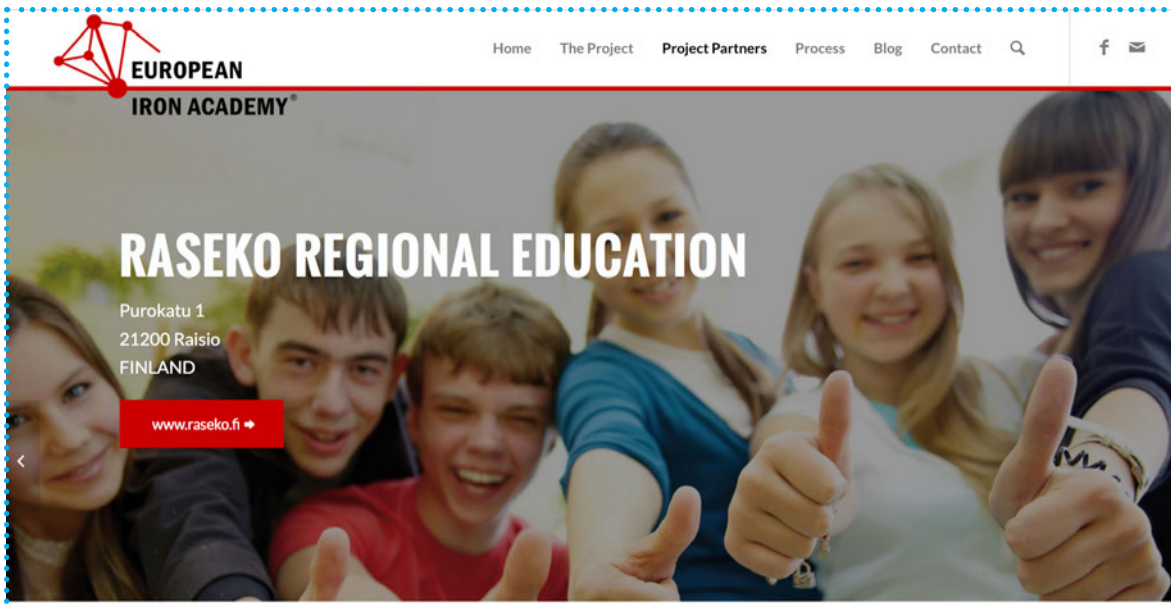 EUROPEAN
IRON ACADEMY®
Home The Project Project Partners Process Blog Contact
RASEKO REGIONAL EDUCATION
Purokatu 1
21200 Raisio
FINLAND
www.raseko.fi